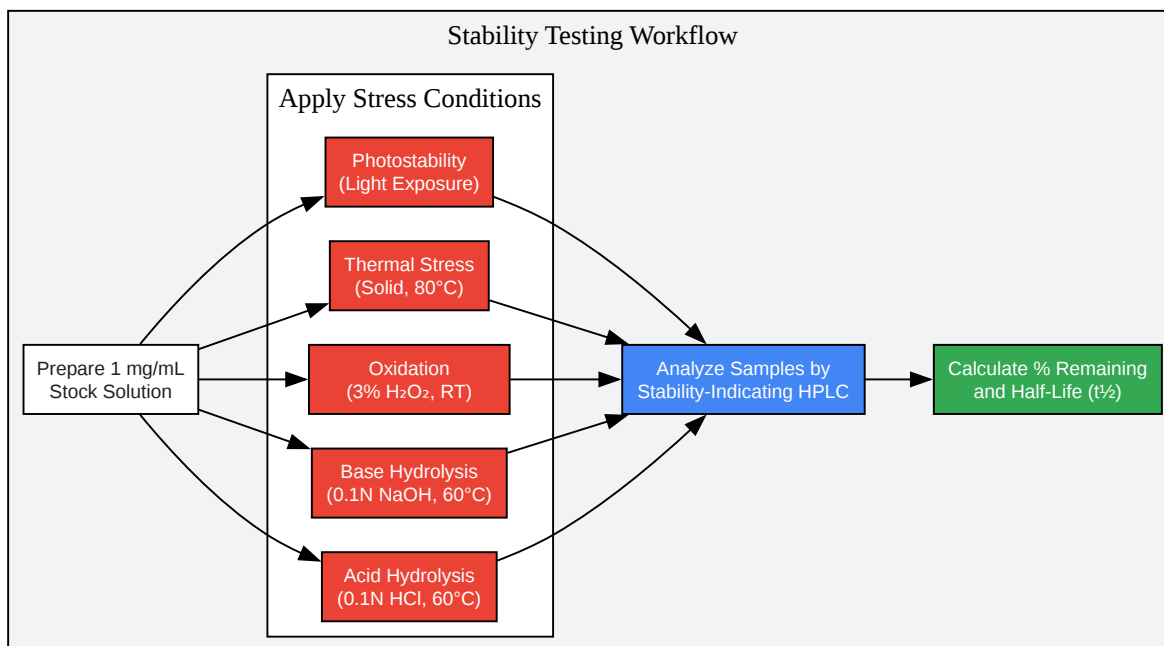 Stability Testing Workflow
Apply Stress Conditions
Photostability
(Light Exposure)
Thermal Stress
(Solid, 80°C)
Prepare 1 mg/mL
Stock Solution
Oxidation
(3% H₂O₂, RT)
Analyze Samples by
Stability-Indicating HPLC
Calculate % Remaining
and Half-Life (t½)
Base Hydrolysis
(0.1N NaOH, 60°C)
Acid Hydrolysis
(0.1N HCl, 60°C)